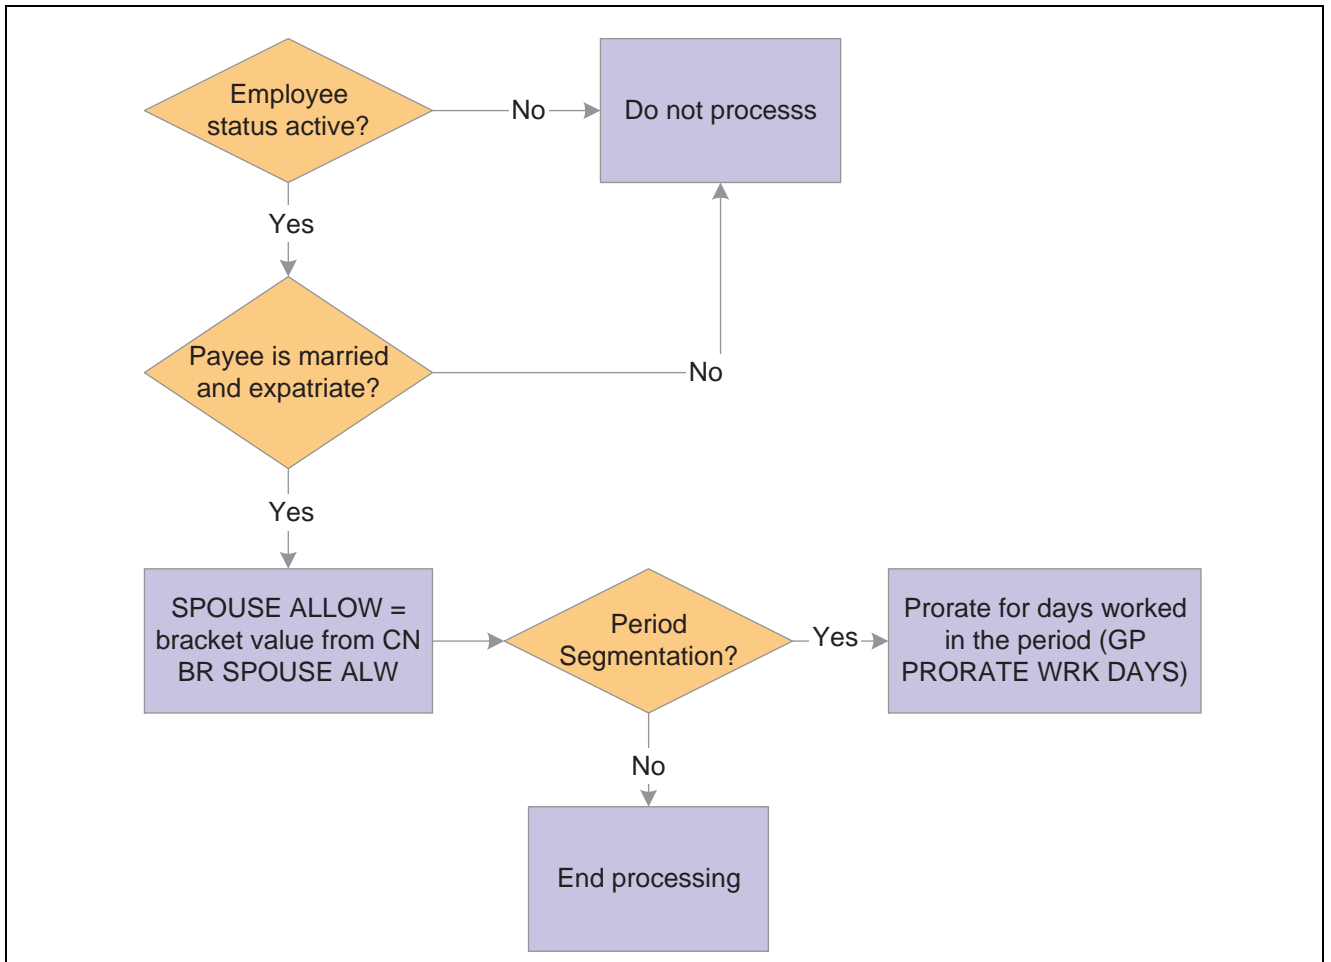 Employee
status active?
No
Do not processs
Yes
Payee is married
and expatriate?
No
Yes
SPOUSE ALLOW =
bracket value from CN
BR SPOUSE ALW
Period
Segmentation?
Yes
Prorate for days worked
in the period (GP
PRORATE WRK DAYS)
No
End processing